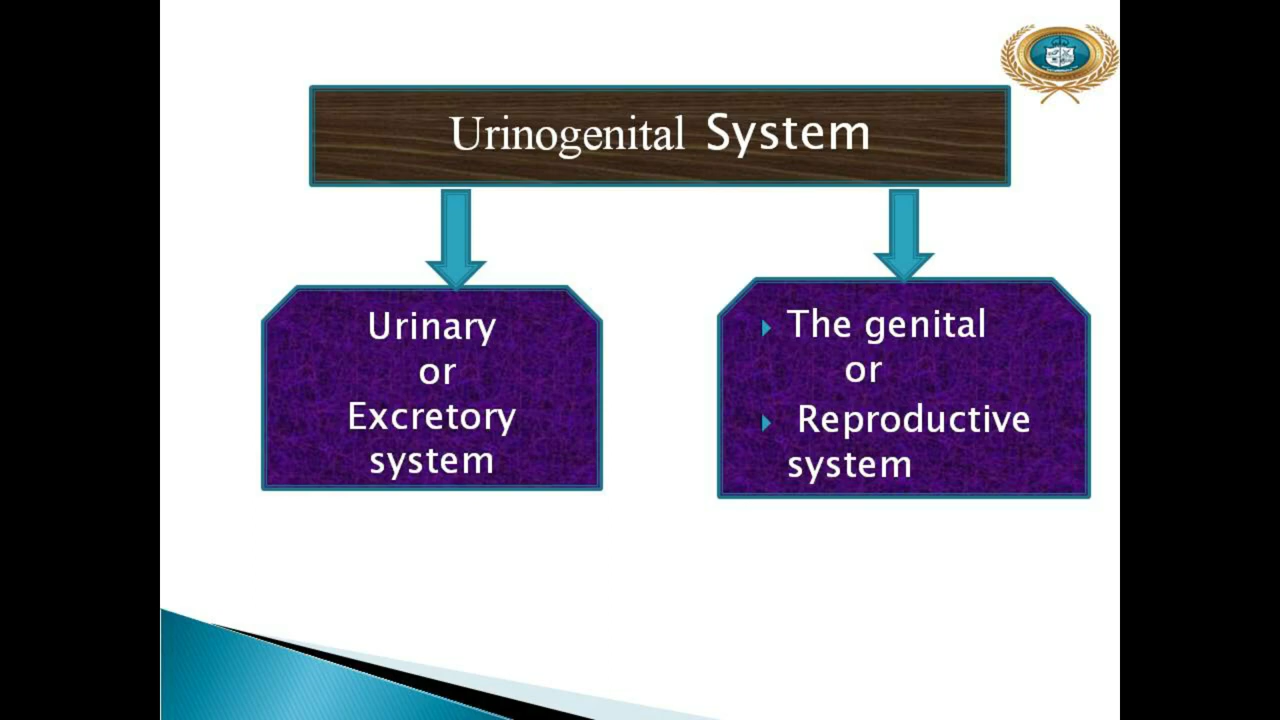 Urinogenital System
Urinary
or
Excretory
system
The genital
or
Reproductive
system